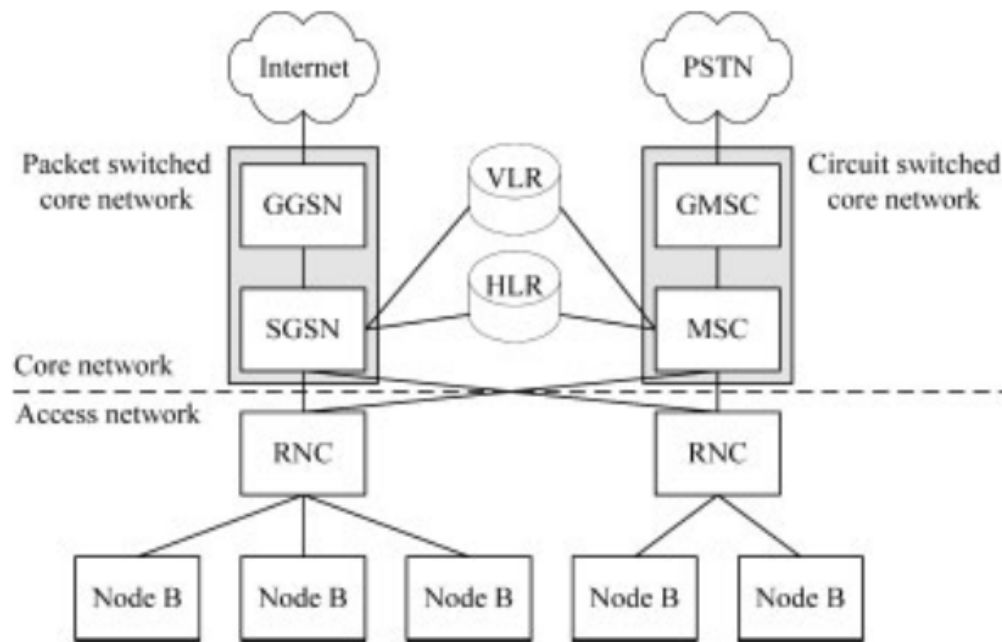 Internet
PSTN
Packet switched
core network
GGSN
VLR
GMSC
Circuit switched
core network
HLR
SGSN
MSC
Core network
Access network
RNC
RNC
Node B
Node B
Node B
Node B
Node B